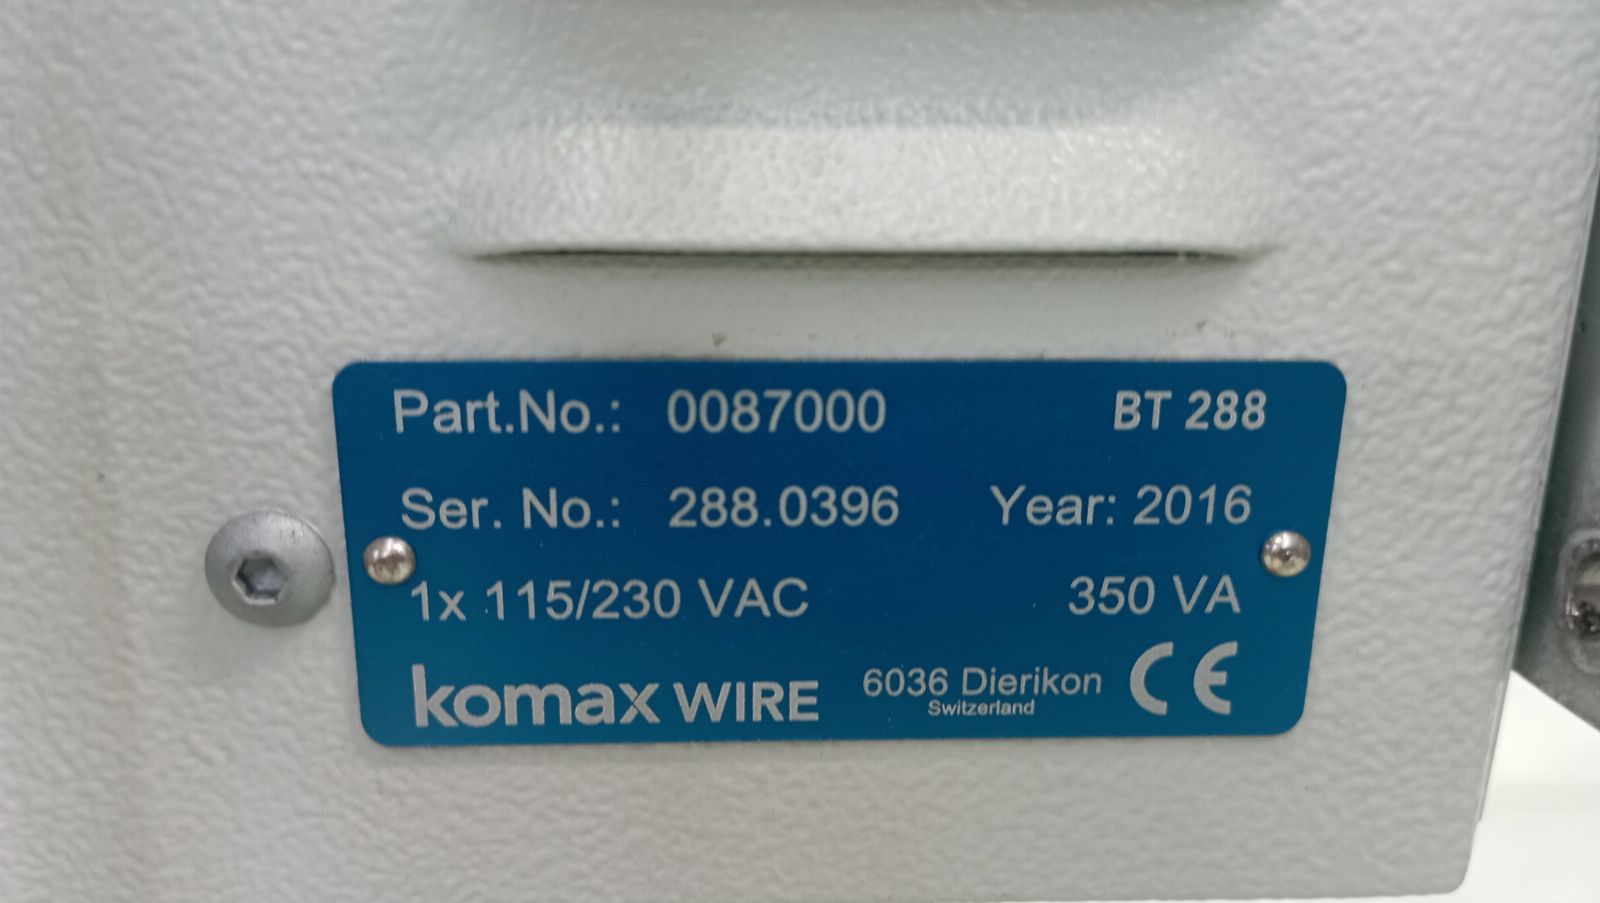 Part.No.: 0087000 BT 288
Ser. No.: 288.0396 Year: 2016
1x 115/230 VAC 350 VA
komax WIRE 6036 Dierikon CE
Switzerland